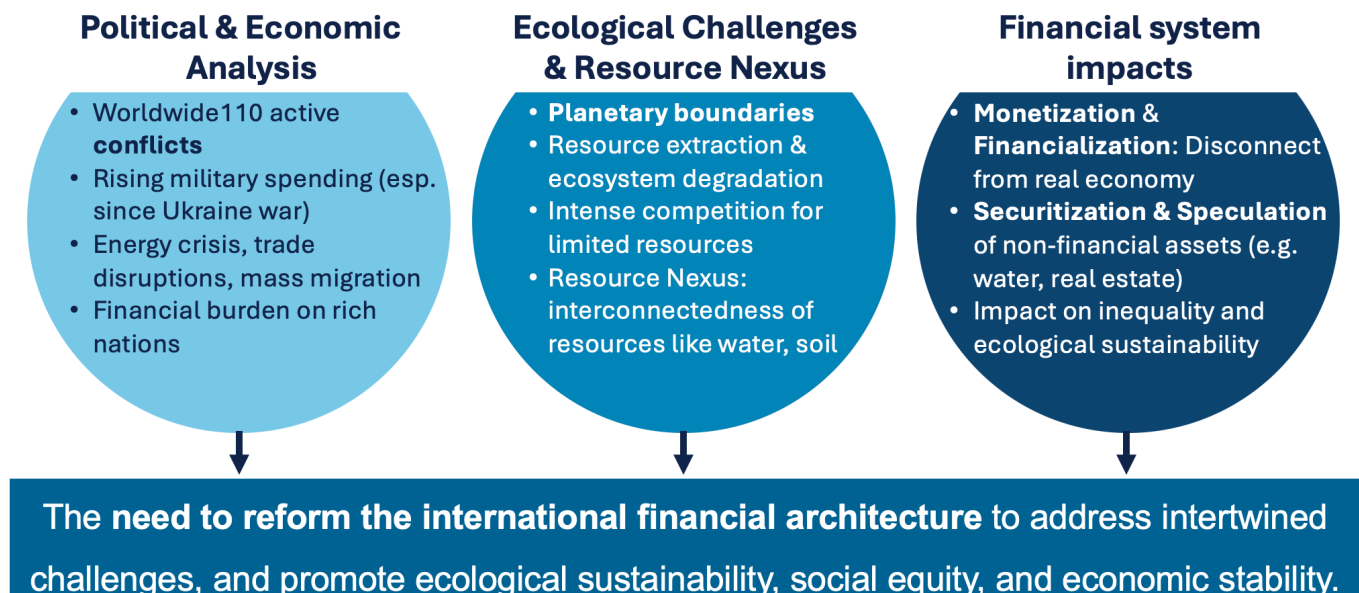 Political & Economic
Analysis
• Worldwide110 active
conflicts
• Rising military spending (esp.
since Ukraine war)
• Energy crisis, trade
disruptions, mass migration
• Financial burden on rich
nations
Ecological Challenges
& Resource Nexus
• Planetary boundaries
• Resource extraction &
ecosystem degradation
• Intense competition for
limited resources
• Resource Nexus:
interconnectedness of
resources like water, soil
Financial system
impacts
• Monetization &
Financialization: Disconnect
from real economy
• Securitization & Speculation
of non-financial assets (e.g.
water, real estate)
• Impact on inequality and
ecological sustainability
The need to reform the international financial architecture to address intertwined
challenges, and promote ecological sustainability, social equity, and economic stability.